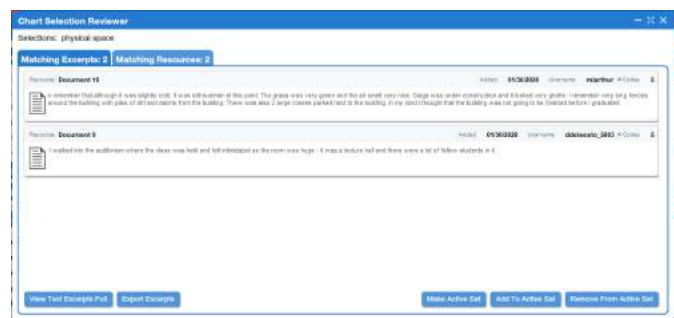 Chart Selection Reviewer
Selections: physical space
Matching Excerpts: 2 Matching Resources: 2
Resource Document 10 Added 01/30/2020 Username mlarthur # Codes 5
I remember that although it was slightly cold, it was still summer at this point. The grass was very green and the air smelt very nice. Siege was under construction and it looked very ghetto. I remember very long fences
around the building with piles of dirt and debris from the building. There was also 2 large cranes parked next to the building. In my mind I thought that the building was not going to be finished before I graduated.
Resource Document 9 Added 01/30/2020 Username # Codes 5
I walked into the auditorium where the class was held and felt intimidated as the room was huge - it was a lecture hall and there were a lot of fellow students in it.
View Text Excerpts Full Export Excerpts Make Active Set Add To Active Set Remove From Active Set